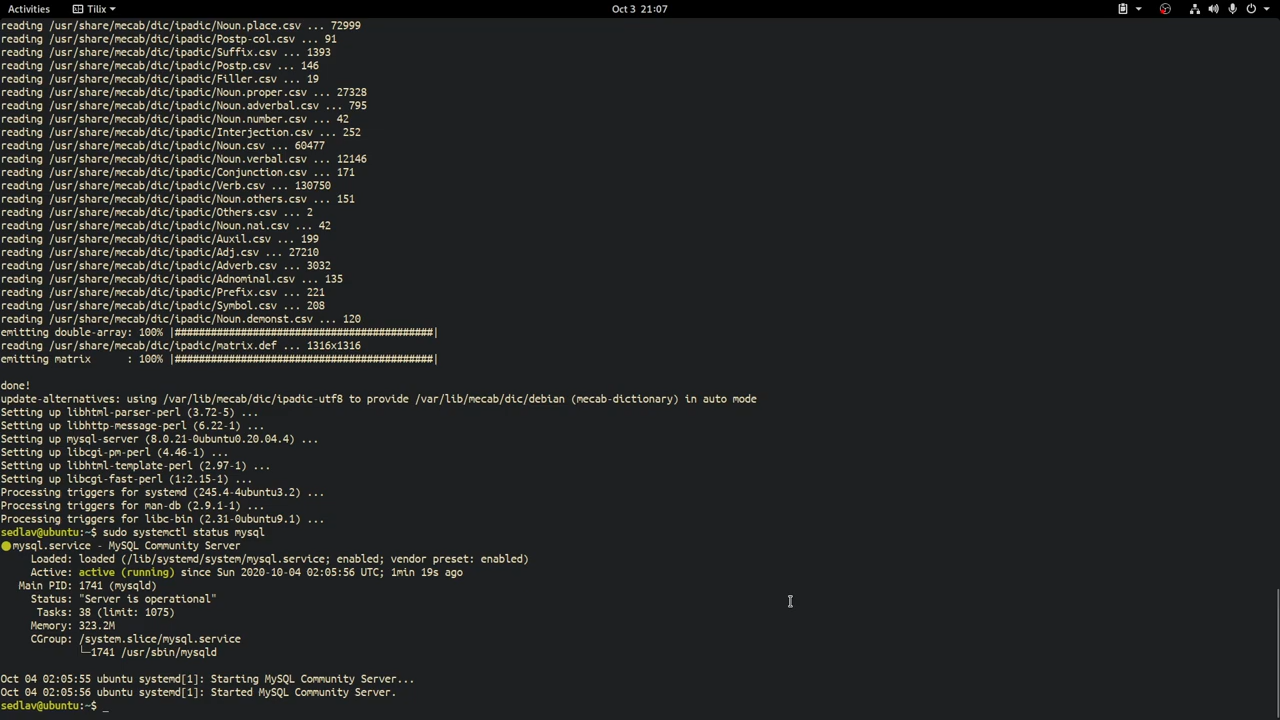 Activities Tilix Oct 3 21:07
reading /usr/share/mecab/dic/ipadic/Noun.place.csv ... 72999
reading /usr/share/mecab/dic/ipadic/Postp-col.csv ... 91
reading /usr/share/mecab/dic/ipadic/Suffix.csv ... 1393
reading /usr/share/mecab/dic/ipadic/Postp.csv ... 146
reading /usr/share/mecab/dic/ipadic/Filler.csv ... 19
reading /usr/share/mecab/dic/ipadic/Noun.proper.csv ... 27328
reading /usr/share/mecab/dic/ipadic/Noun.adverbal.csv ... 795
reading /usr/share/mecab/dic/ipadic/Noun.number.csv ... 42
reading /usr/share/mecab/dic/ipadic/Interjection.csv ... 252
reading /usr/share/mecab/dic/ipadic/Noun.csv ... 60477
reading /usr/share/mecab/dic/ipadic/Noun.verbal.csv ... 12146
reading /usr/share/mecab/dic/ipadic/Conjunction.csv ... 171
reading /usr/share/mecab/dic/ipadic/Verb.csv ... 130750
reading /usr/share/mecab/dic/ipadic/Noun.others.csv ... 151
reading /usr/share/mecab/dic/ipadic/Others.csv ... 2
reading /usr/share/mecab/dic/ipadic/Noun.nai.csv ... 42
reading /usr/share/mecab/dic/ipadic/Auxil.csv ... 199
reading /usr/share/mecab/dic/ipadic/Adj.csv ... 27210
reading /usr/share/mecab/dic/ipadic/Adverb.csv ... 3032
reading /usr/share/mecab/dic/ipadic/Adnominal.csv ... 135
reading /usr/share/mecab/dic/ipadic/Prefix.csv ... 221
reading /usr/share/mecab/dic/ipadic/Symbol.csv ... 208
reading /usr/share/mecab/dic/ipadic/Noun.demonst.csv ... 120
emitting double-array: 100% |###########################################|
reading /usr/share/mecab/dic/ipadic/matrix.def ... 1316x1316
emitting matrix      : 100% |###########################################|
done!
update-alternatives: using /var/lib/mecab/dic/ipadic-utf8 to provide /var/lib/mecab/dic/debian (mecab-dictionary) in auto mode
Setting up libhtml-parser-perl (3.72-5) ...
Setting up libhttp-message-perl (6.22-1) ...
Setting up mysql-server (8.0.21-0ubuntu0.20.04.4) ...
Setting up libcgi-pm-perl (4.46-1) ...
Setting up libhtml-template-perl (2.97-1) ...
Setting up libcgi-fast-perl (1:2.15-1) ...
Processing triggers for systemd (245.4-4ubuntu3.2) ...
Processing triggers for man-db (2.9.1-1) ...
Processing triggers for libc-bin (2.31-0ubuntu9.1) ...
sedlav@ubuntu:~$ sudo systemctl status mysql
● mysql.service - MySQL Community Server
Loaded: loaded (/lib/systemd/system/mysql.service; enabled; vendor preset: enabled)
Active: active (running) since Sun 2020-10-04 02:05:56 UTC; 1min 19s ago
Main PID: 1741 (mysqld)
Status: "Server is operational"
Tasks: 38 (limit: 1075)
Memory: 323.2M
CGroup: /system.slice/mysql.service
└─1741 /usr/sbin/mysqld
Oct 04 02:05:55 ubuntu systemd[1]: Starting MySQL Community Server...
Oct 04 02:05:56 ubuntu systemd[1]: Started MySQL Community Server.
sedlav@ubuntu:~$ _